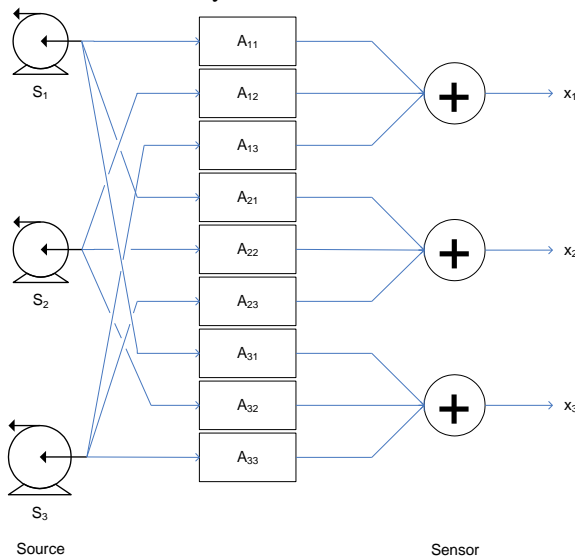 A₁₁
A₁₂
A₁₃
A₂₁
A₂₂
A₂₃
A₃₁
A₃₂
A₃₃
S₁
S₂
S₃
+
+
+
x₁
x₂
x₃
Source
Sensor